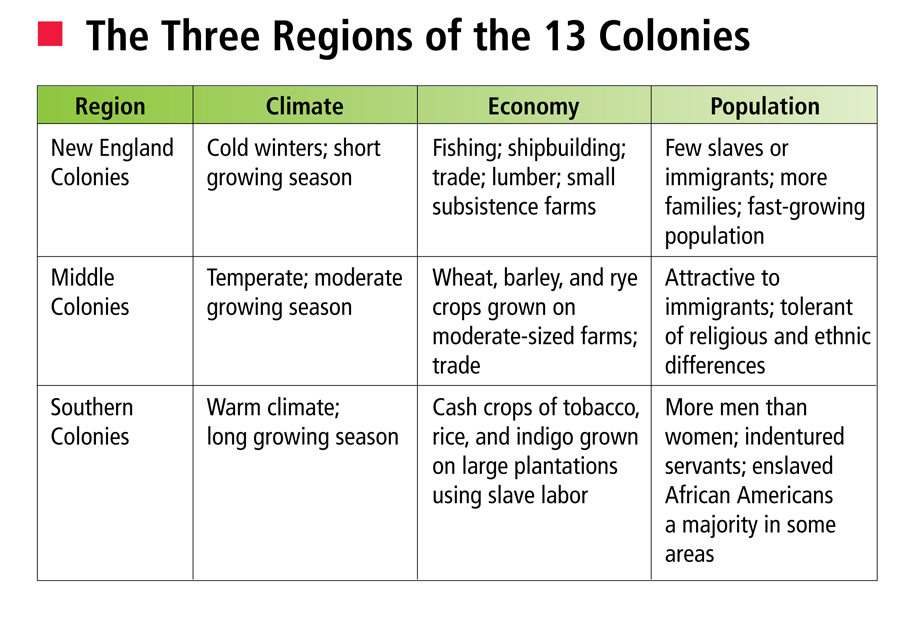 The Three Regions of the 13 Colonies
Region
Climate
Economy
Population
New England
Colonies
Cold winters; short
growing season
Fishing; shipbuilding;
trade; lumber; small
subsistence farms
Few slaves or
immigrants; more
families; fast-growing
population
Middle
Colonies
Temperate; moderate
growing season
Wheat, barley, and rye
crops grown on
moderate-sized farms;
trade
Attractive to
immigrants; tolerant
of religious and ethnic
differences
Southern
Colonies
Warm climate;
long growing season
Cash crops of tobacco,
rice, and indigo grown
on large plantations
using slave labor
More men than
women; indentured
servants; enslaved
African Americans
a majority in some
areas